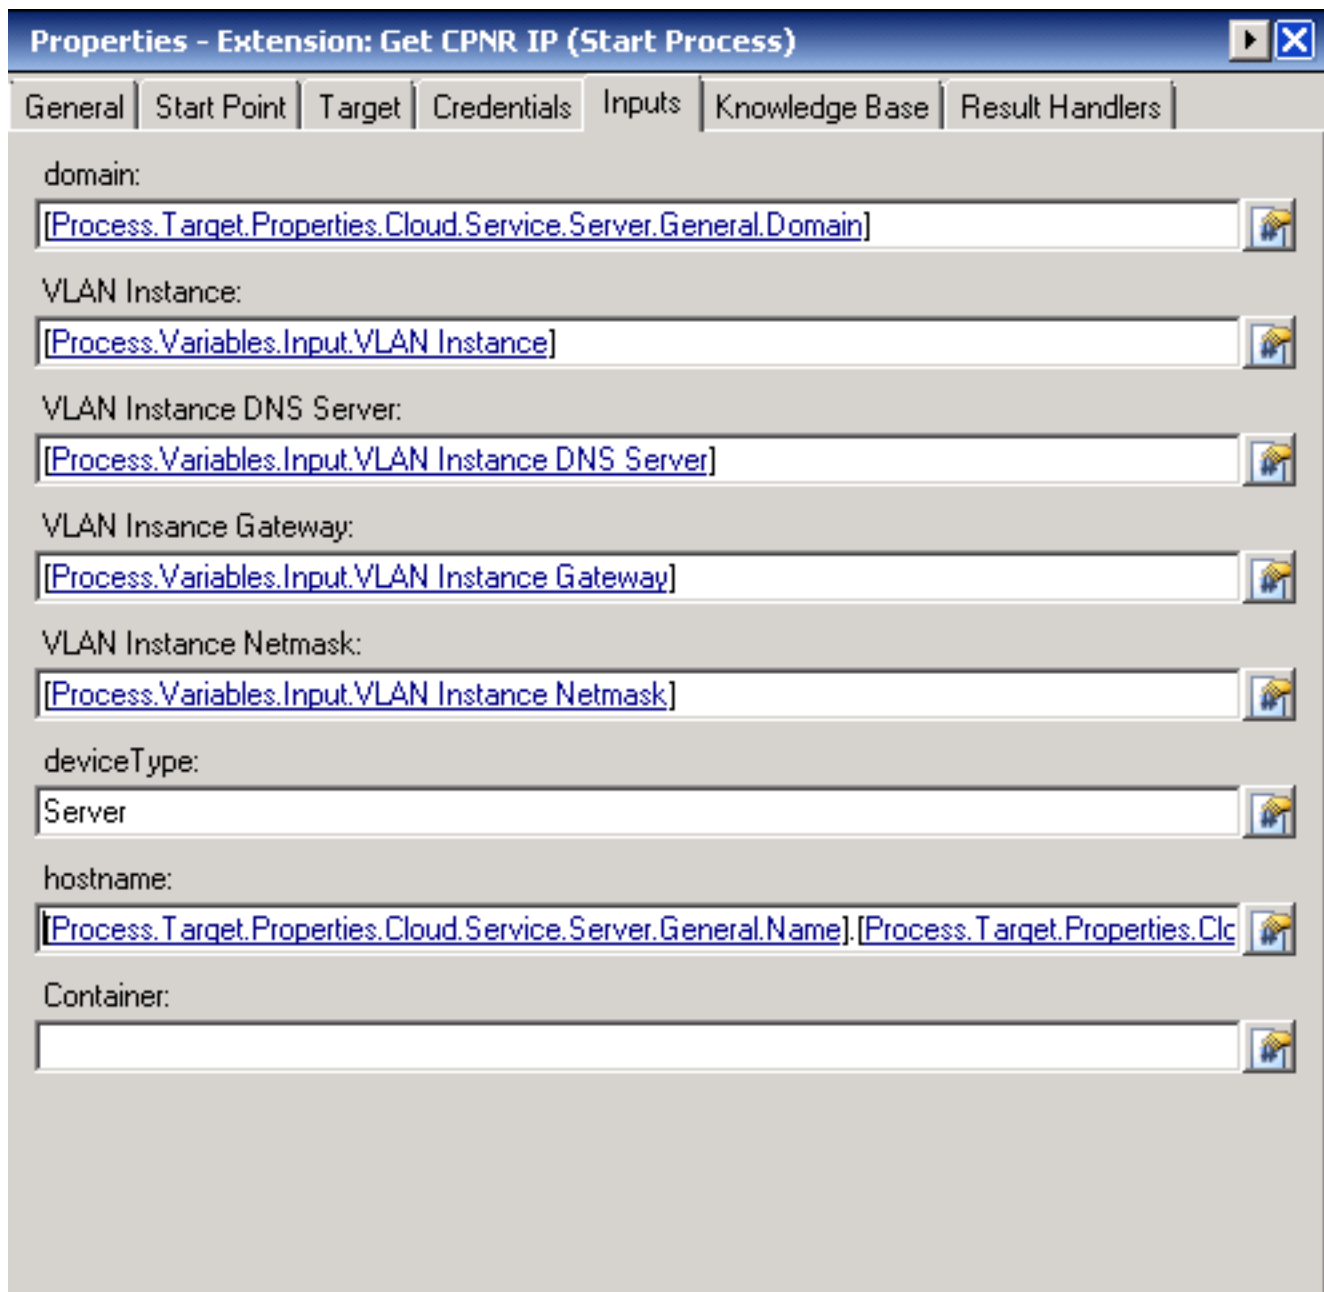 Properties - Extension: Get CPNR IP (Start Process)
General Start Point Target Credentials Inputs Knowledge Base Result Handlers
domain:
[Process.Target.Properties.Cloud.Service.Server.General.Domain]
VLAN Instance:
[Process.Variables.Input.VLAN Instance]
VLAN Instance DNS Server:
[Process.Variables.Input.VLAN Instance DNS Server]
VLAN Insance Gateway:
[Process.Variables.Input.VLAN Instance Gateway]
VLAN Instance Netmask:
[Process.Variables.Input.VLAN Instance Netmask]
deviceType:
Server
hostname:
[Process.Target.Properties.Cloud.Service.Server.General.Name].[Process.Target.Properties.Clc
Container: